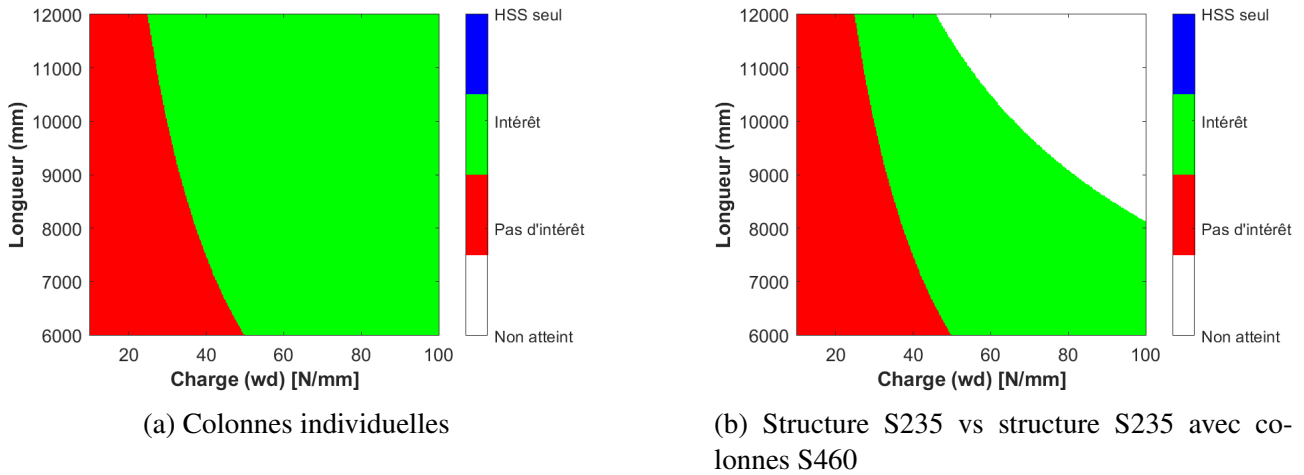 12000
11000
10000
9000
8000
7000
6000
Longueur (mm)
20 40 60 80 100
Charge (wd) [N/mm]
HSS seul
Intérêt
Pas d'intérêt
Non atteint
(a) Colonnes individuelles
12000
11000
10000
9000
8000
7000
6000
Longueur (mm)
20 40 60 80 100
Charge (wd) [N/mm]
HSS seul
Intérêt
Pas d'intérêt
Non atteint
(b) Structure S235 vs structure S235 avec co-
lonnes S460